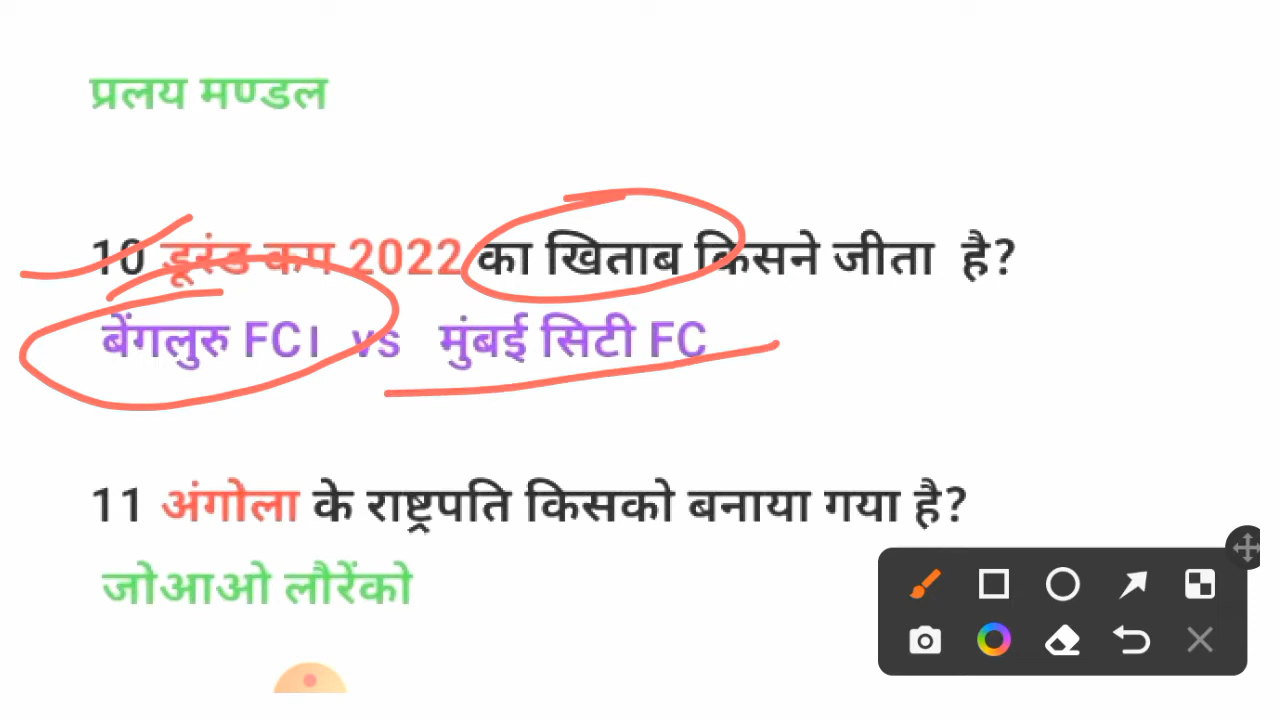 प्रलय मण्डल
10 डूरंड कप 2022 का खिताब किसने जीता है?
बेंगलुरु FC। vs मुंबई सिटी FC
11 अंगोला के राष्ट्रपति किसको बनाया गया है?
जोआओ लौरेंको